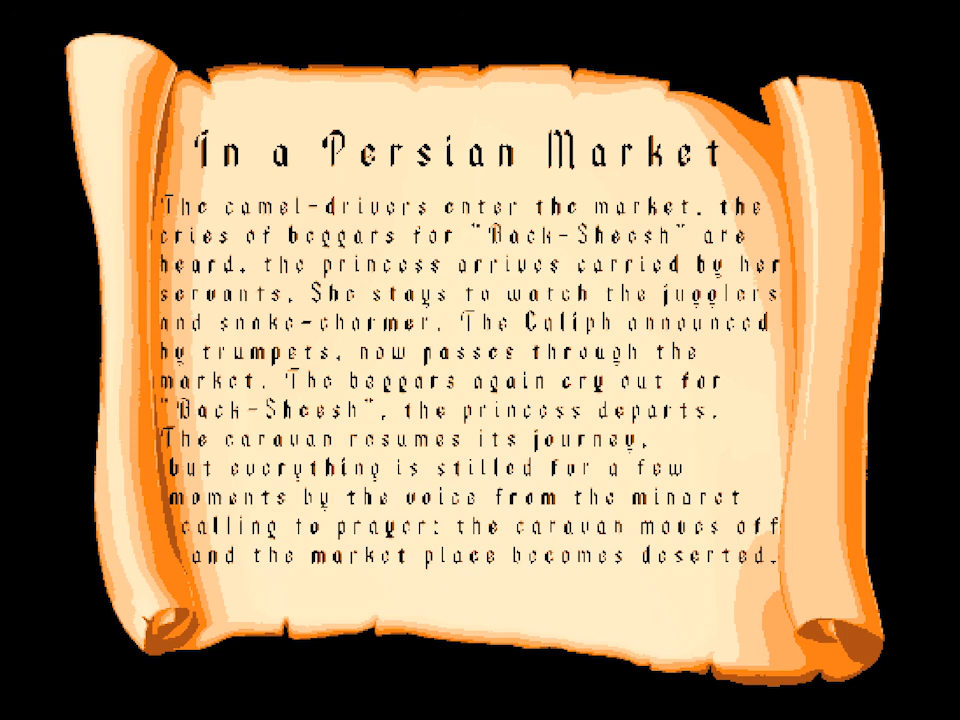 In a Persian Market
The camel-drivers enter the market. the
cries of beggars for "Back-Sheesh" are
heard. the princess arrives carried by her
servants. She stays to watch the jugglers
and snake-charmer. The Caliph announced
by trumpets. now passes through the
market. The beggars again cry out for
"Back-Sheesh". the princess departs.
The caravan resumes its journey.
but everything is stilled for a few
moments by the voice from the minaret
calling to prayer: the caravan moves off
and the market place becomes deserted.